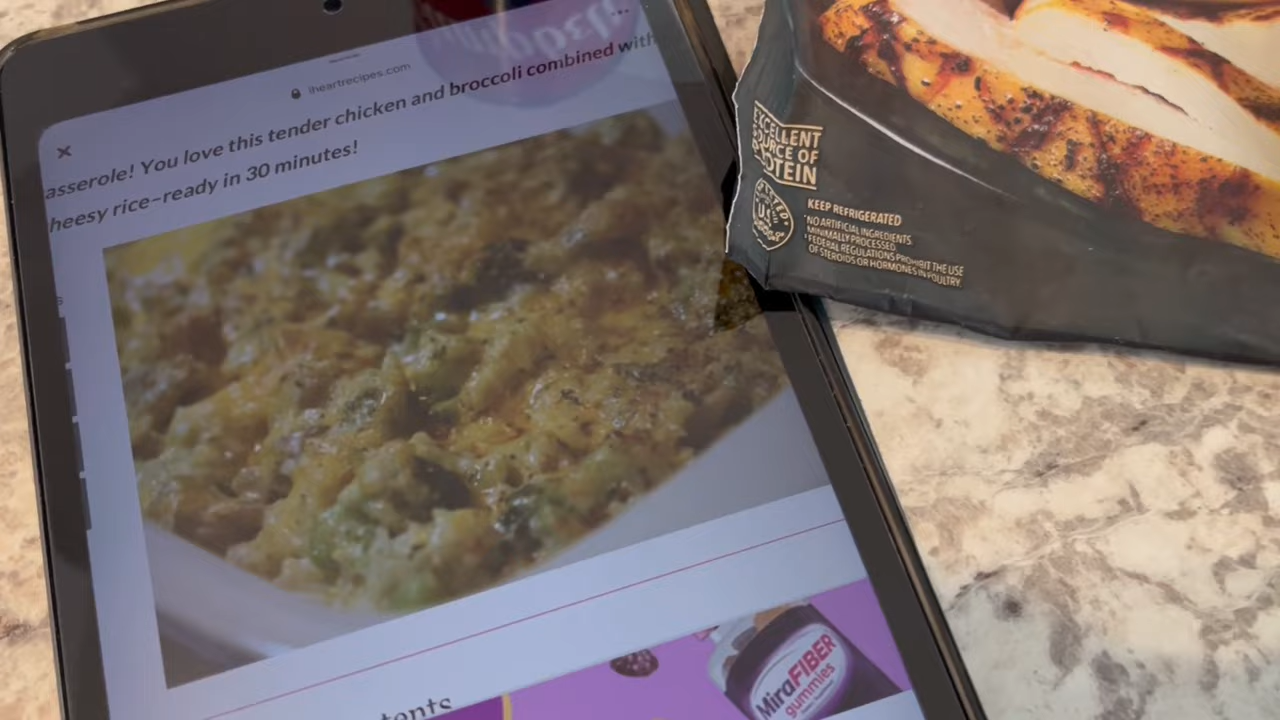 iheartrecipes.com
asserole! You love this tender chicken and broccoli combined with
heesy rice–ready in 30 minutes!
tents
MiraFIBER
gummies
EXCELLENT
SOURCE OF
PROTEIN
KEEP REFRIGERATED
*NO ARTIFICIAL INGREDIENTS.
MINIMALLY PROCESSED.
*FEDERAL REGULATIONS PROHIBIT THE USE
OF STEROIDS OR HORMONES IN POULTRY.